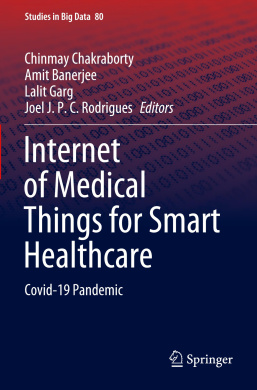 Studies in Big Data 80
Chinmay Chakraborty
Amit Banerjee
Lalit Garg
Joel J. P. C. Rodrigues Editors
Internet
of Medical
Things for Smart
Healthcare
Covid-19 Pandemic
Springer